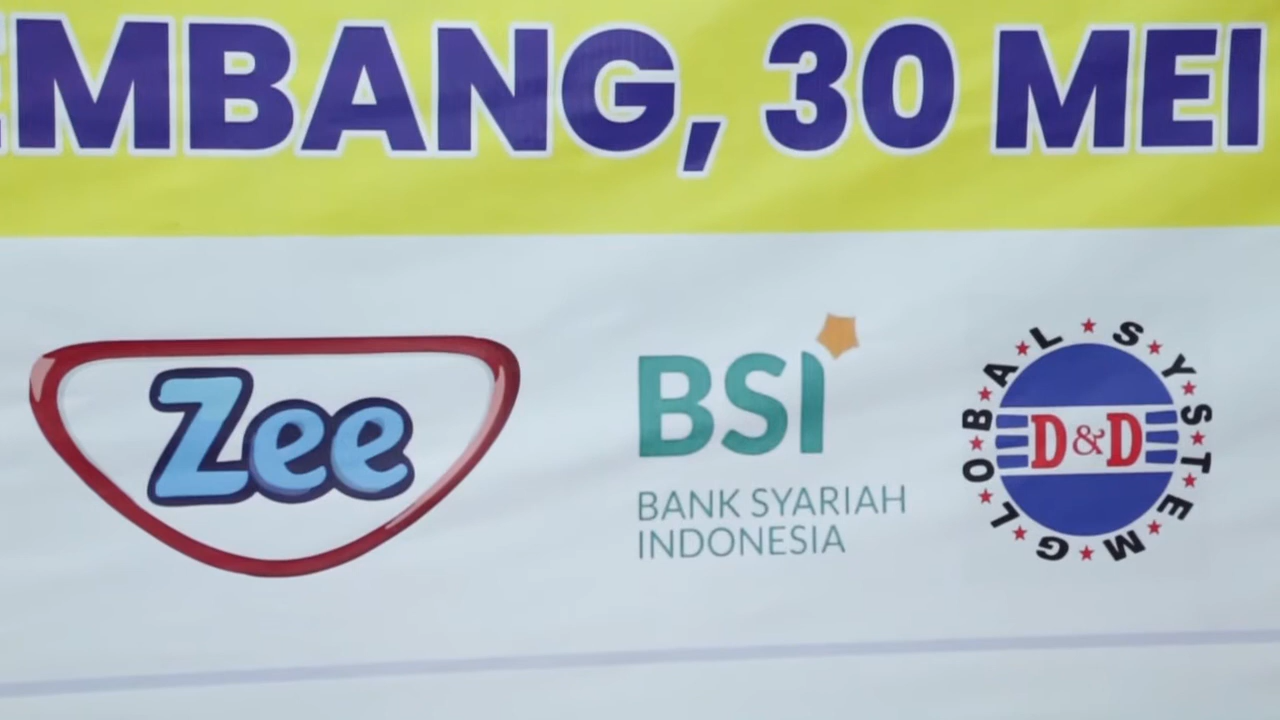 EMBANG, 30 MEI
Zee
BSI
BANK SYARIAH
INDONESIA
GLOBAL SYSTEM
D&D